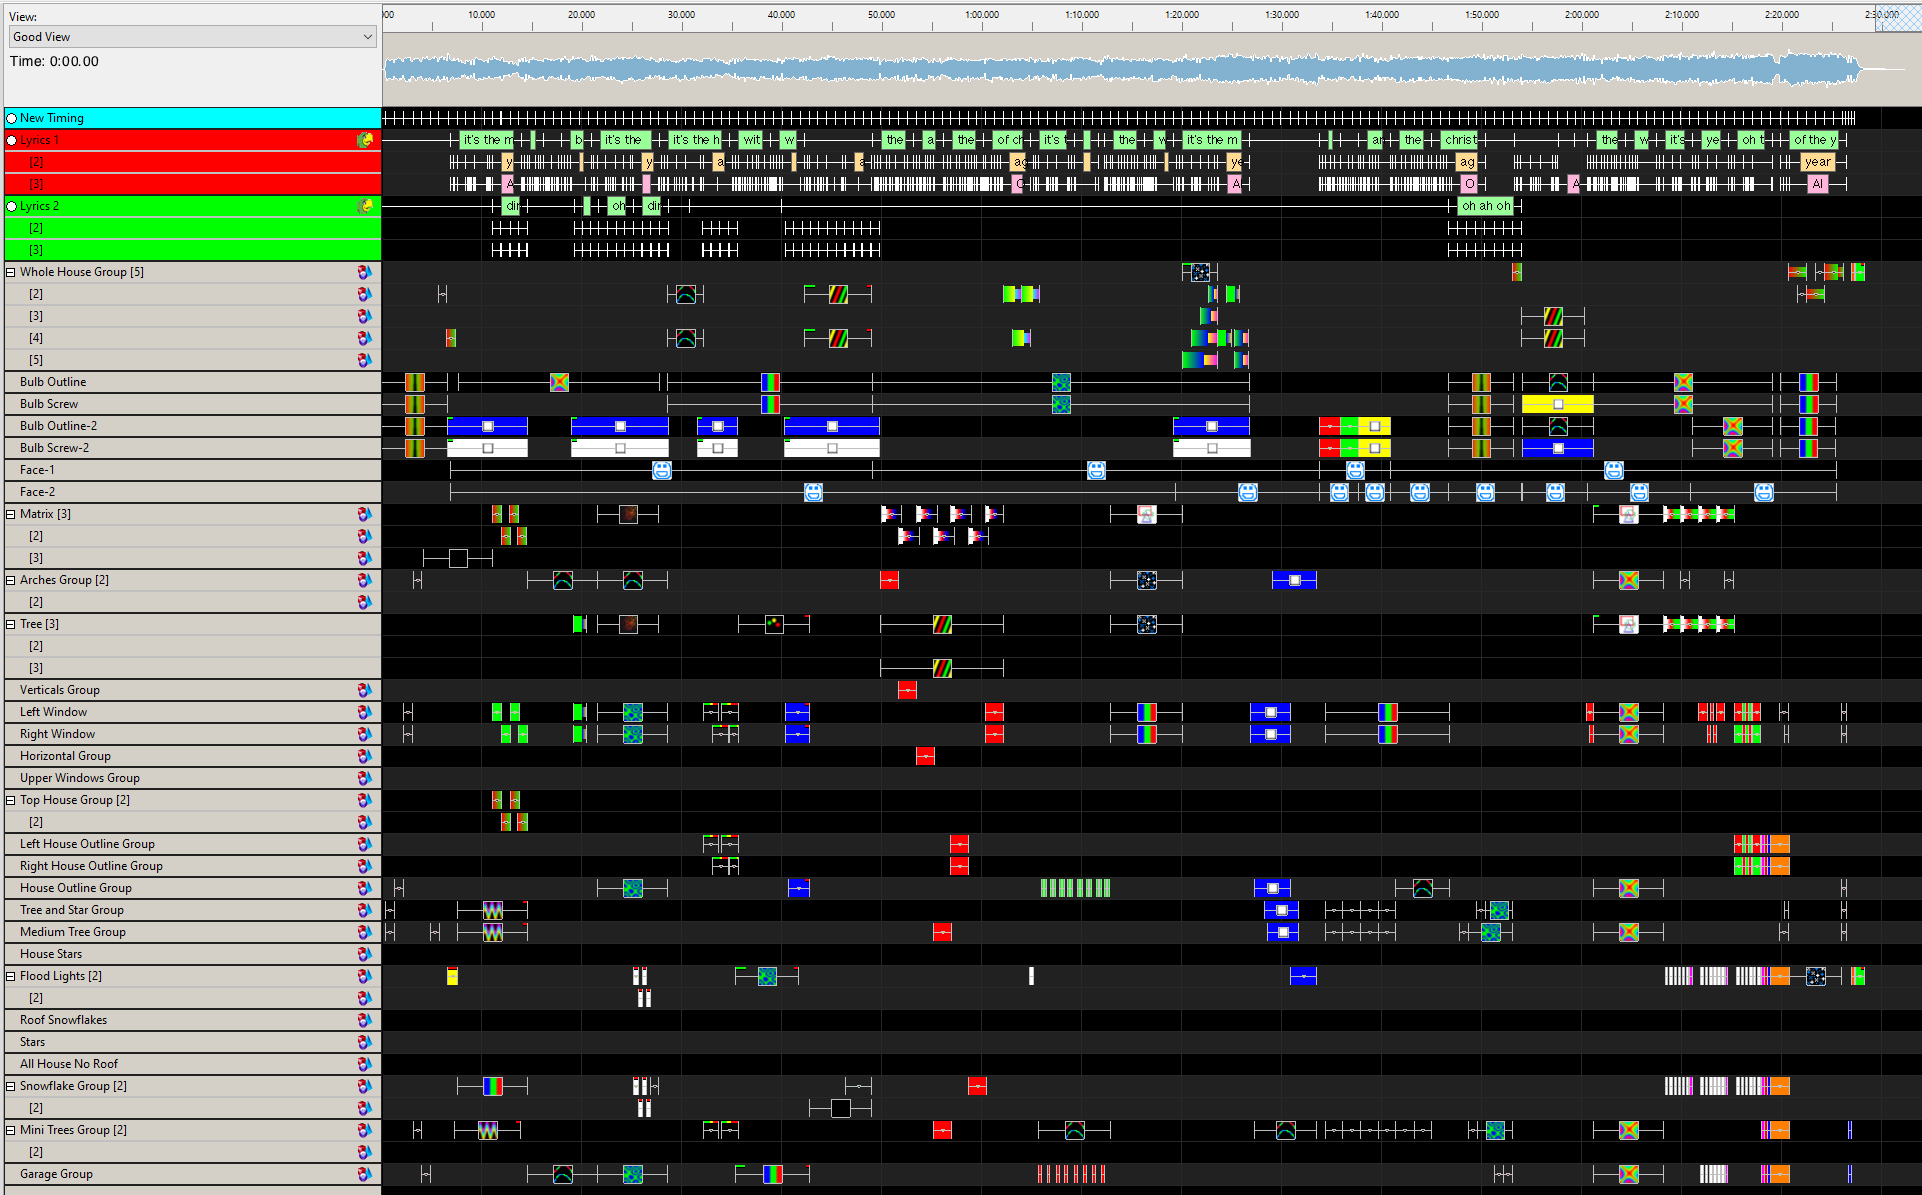 View:
Good View
Time: 0:00.00
000 10.000 20.000 30.000 40.000 50.000 1:00.000 1:10.000 1:20.000 1:30.000 1:40.000 1:50.000 2:00.000 2:10.000 2:20.000 2:30.000
New Timing
Lyrics 1 it's the m b it's the it's the h wit w the a the of ch it's t the w it's the m ar the christ the w it's ye oh t of the y
[2] y y a a ag ye ag year
[3] A A O A Al
Lyrics 2 din oh din oh ah oh
[2]
[3]
Whole House Group [5]
[2]
[3]
[4]
[5]
Bulb Outline
Bulb Screw
Bulb Outline-2
Bulb Screw-2
Face-1
Face-2
Matrix [3]
[2]
[3]
Arches Group [2]
[2]
Tree [3]
[2]
[3]
Verticals Group
Left Window
Right Window
Horizontal Group
Upper Windows Group
Top House Group [2]
[2]
Left House Outline Group
Right House Outline Group
House Outline Group
Tree and Star Group
Medium Tree Group
House Stars
Flood Lights [2]
[2]
Roof Snowflakes
Stars
All House No Roof
Snowflake Group [2]
[2]
Mini Trees Group [2]
[2]
Garage Group